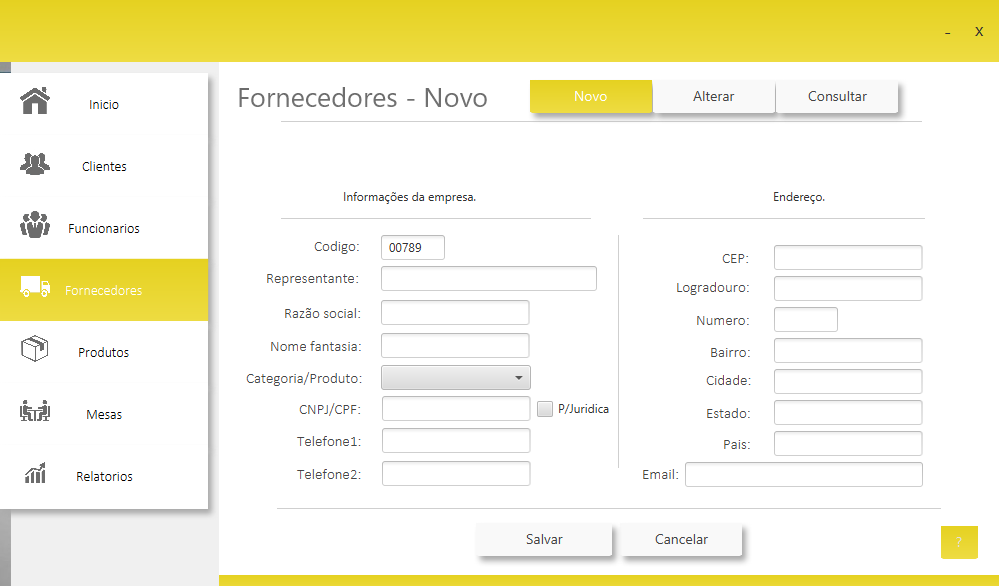 -
X
Inicio
Clientes
Funcionarios
Fornecedores
Produtos
Mesas
Relatorios
Fornecedores - Novo
Novo
Alterar
Consultar
Informações da empresa.
Codigo:
00789
Representante:
Razão social:
Nome fantasia:
Categoria/Produto:
CNPJ/CPF:
P/Juridica
Telefone1:
Telefone2:
Endereço.
CEP:
Logradouro:
Numero:
Bairro:
Cidade:
Estado:
Pais:
Email:
Salvar
Cancelar
?